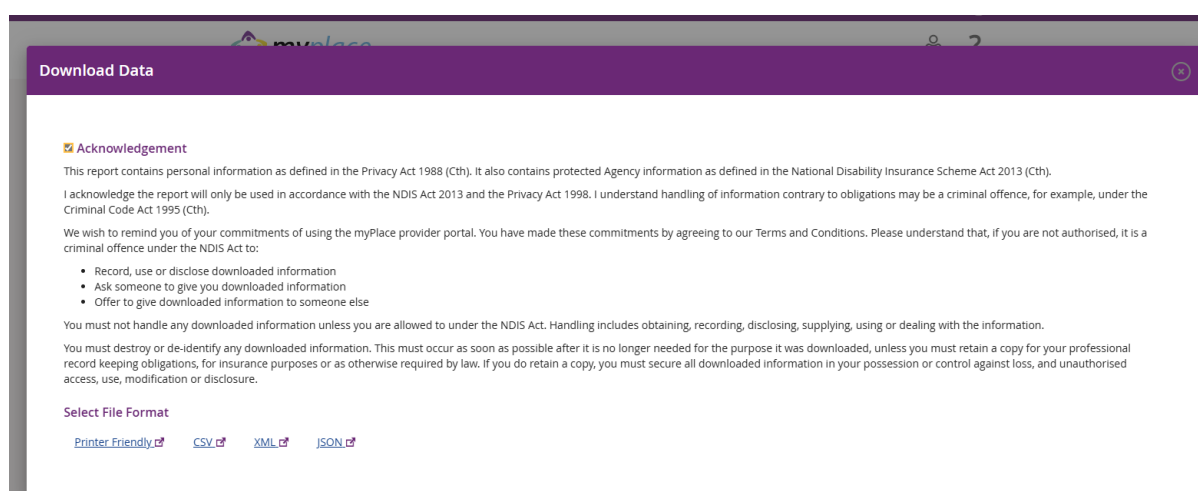 myplace
?
Download Data
Acknowledgement
This report contains personal information as defined in the Privacy Act 1988 (Cth). It also contains protected Agency information as defined in the National Disability Insurance Scheme Act 2013 (Cth).
I acknowledge the report will only be used in accordance with the NDIS Act 2013 and the Privacy Act 1998. I understand handling of information contrary to obligations may be a criminal offence, for example, under the
Criminal Code Act 1995 (Cth).
We wish to remind you of your commitments of using the myPlace provider portal. You have made these commitments by agreeing to our Terms and Conditions. Please understand that, if you are not authorised, it is a
criminal offence under the NDIS Act to:
• Record, use or disclose downloaded information
• Ask someone to give you downloaded information
• Offer to give downloaded information to someone else
You must not handle any downloaded information unless you are allowed to under the NDIS Act. Handling includes obtaining, recording, disclosing, supplying, using or dealing with the information.
You must destroy or de-identify any downloaded information. This must occur as soon as possible after it is no longer needed for the purpose it was downloaded, unless you must retain a copy for your professional
record keeping obligations, for insurance purposes or as otherwise required by law. If you do retain a copy, you must secure all downloaded information in your possession or control against loss, and unauthorised
access, use, modification or disclosure.
Select File Format
Printer Friendly CSV XML JSON